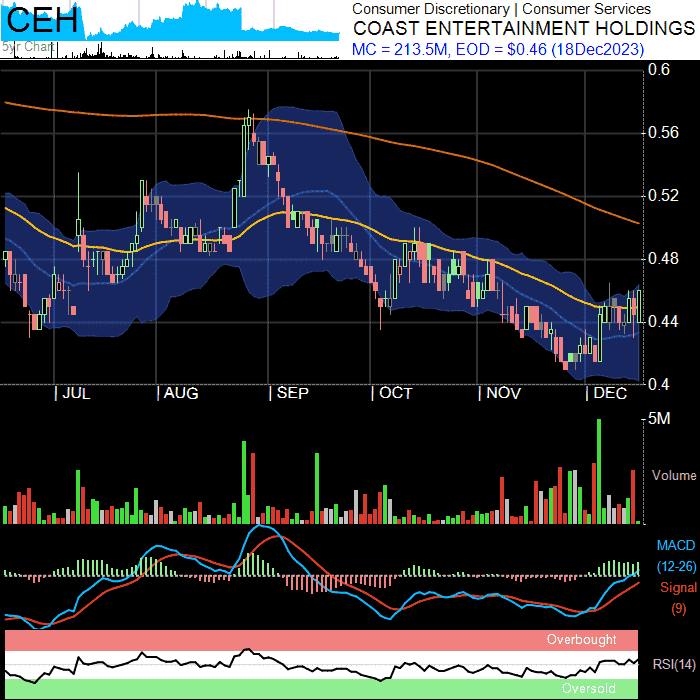 CEH
5yr Chart
Consumer Discretionary | Consumer Services
COAST ENTERTAINMENT HOLDINGS
MC = 213.5M, EOD = $0.46 (18Dec2023)
0.6
0.56
0.52
0.48
0.44
0.4
| JUL | AUG | SEP | OCT | NOV | DEC
5M
Volume
MACD
(12-26)
Signal
(9)
Overbought
RSI(14)
Oversold